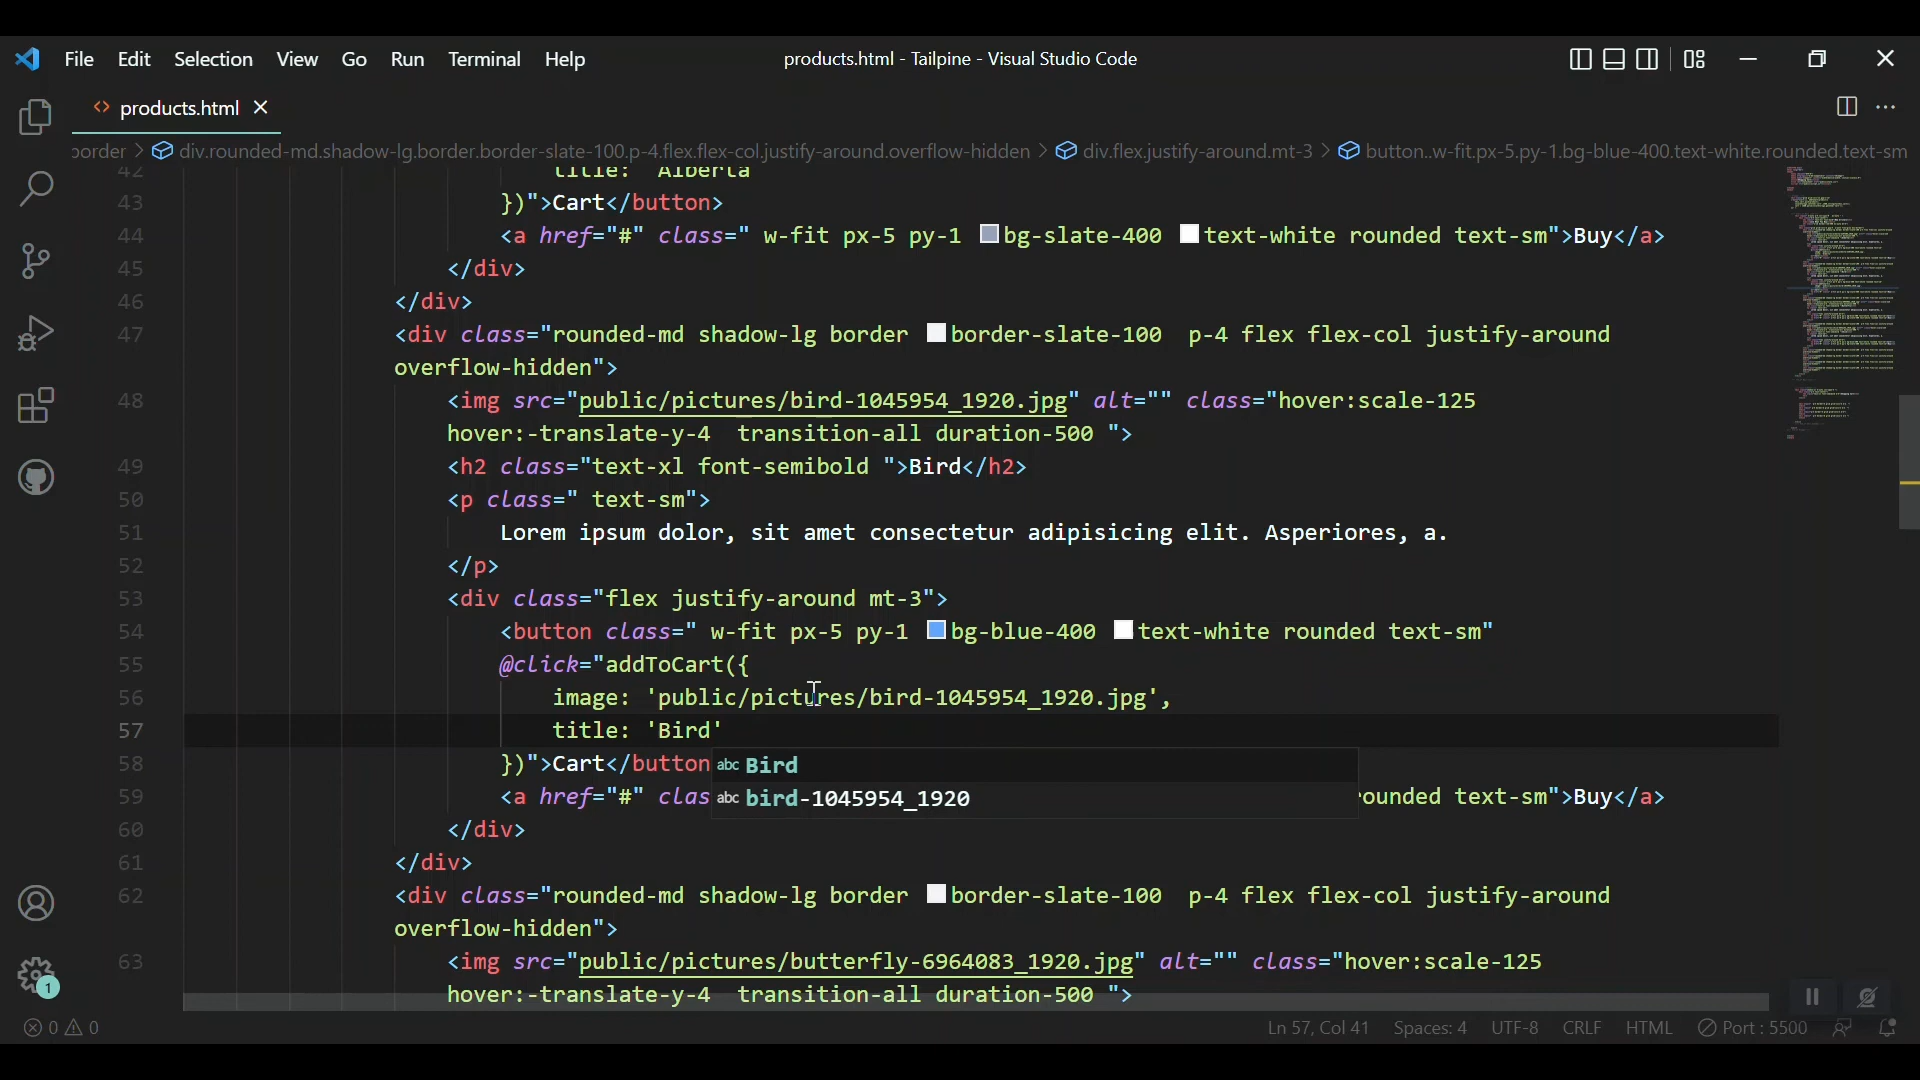 File Edit Selection View Go Run Terminal Help products.html - Tailpine - Visual Studio Code
products.html
border > div.rounded-md.shadow-lg.border.border-slate-100.p-4.flex.flex-col.justify-around.overflow-hidden > div.flex.justify-around.mt-3 > button..w-fit.px-5.py-1.bg-blue-400.text-white.rounded.text-sm
42 title: 'Alberta
43 })">Cart</button>
44 <a href="#" class=" w-fit px-5 py-1 bg-slate-400 text-white rounded text-sm">Buy</a>
45 </div>
46 </div>
47 <div class="rounded-md shadow-lg border border-slate-100  p-4 flex flex-col justify-around
overflow-hidden">
48 <img src="public/pictures/bird-1045954_1920.jpg" alt="" class="hover:scale-125
hover:-translate-y-4  transition-all duration-500 ">
49 <h2 class="text-xl font-semibold ">Bird</h2>
50 <p class=" text-sm">
51 Lorem ipsum dolor, sit amet consectetur adipisicing elit. Asperiores, a.
52 </p>
53 <div class="flex justify-around mt-3">
54 <button class=" w-fit px-5 py-1 bg-blue-400 text-white rounded text-sm"
55 @click="addToCart({
56 image: 'public/pictures/bird-1045954_1920.jpg',
57 title: 'Bird'
58 })">Cart</button abc Bird
59 <a href="#" clas abc bird-1045954_1920 ounded text-sm">Buy</a>
60 </div>
61 </div>
62 <div class="rounded-md shadow-lg border border-slate-100  p-4 flex flex-col justify-around
overflow-hidden">
63 <img src="public/pictures/butterfly-6964083_1920.jpg" alt="" class="hover:scale-125
hover:-translate-y-4  transition-all duration-500 ">
1
0 0 Ln 57, Col 41 Spaces: 4 UTF-8 CRLF HTML Port : 5500